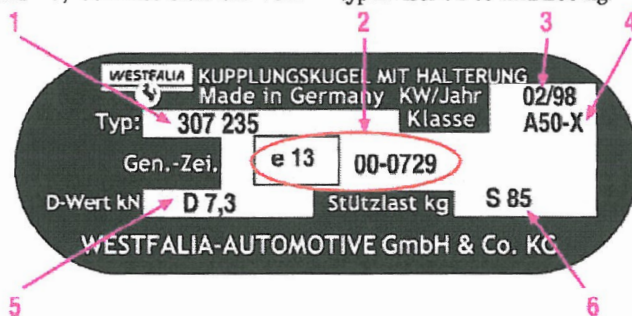 1 2 3 4
WESTFALIA KUPPLUNGSKUGEL MIT HALTERUNG
Made in Germany KW/Jahr 02/98
Typ: 307 235 Klasse A50-X
Gen.-Zei. e 13 00-0729
D-Wert kN D 7,3 Stützlast kg S 85
WESTFALIA-AUTOMOTIVE GmbH & Co. KG
5 6